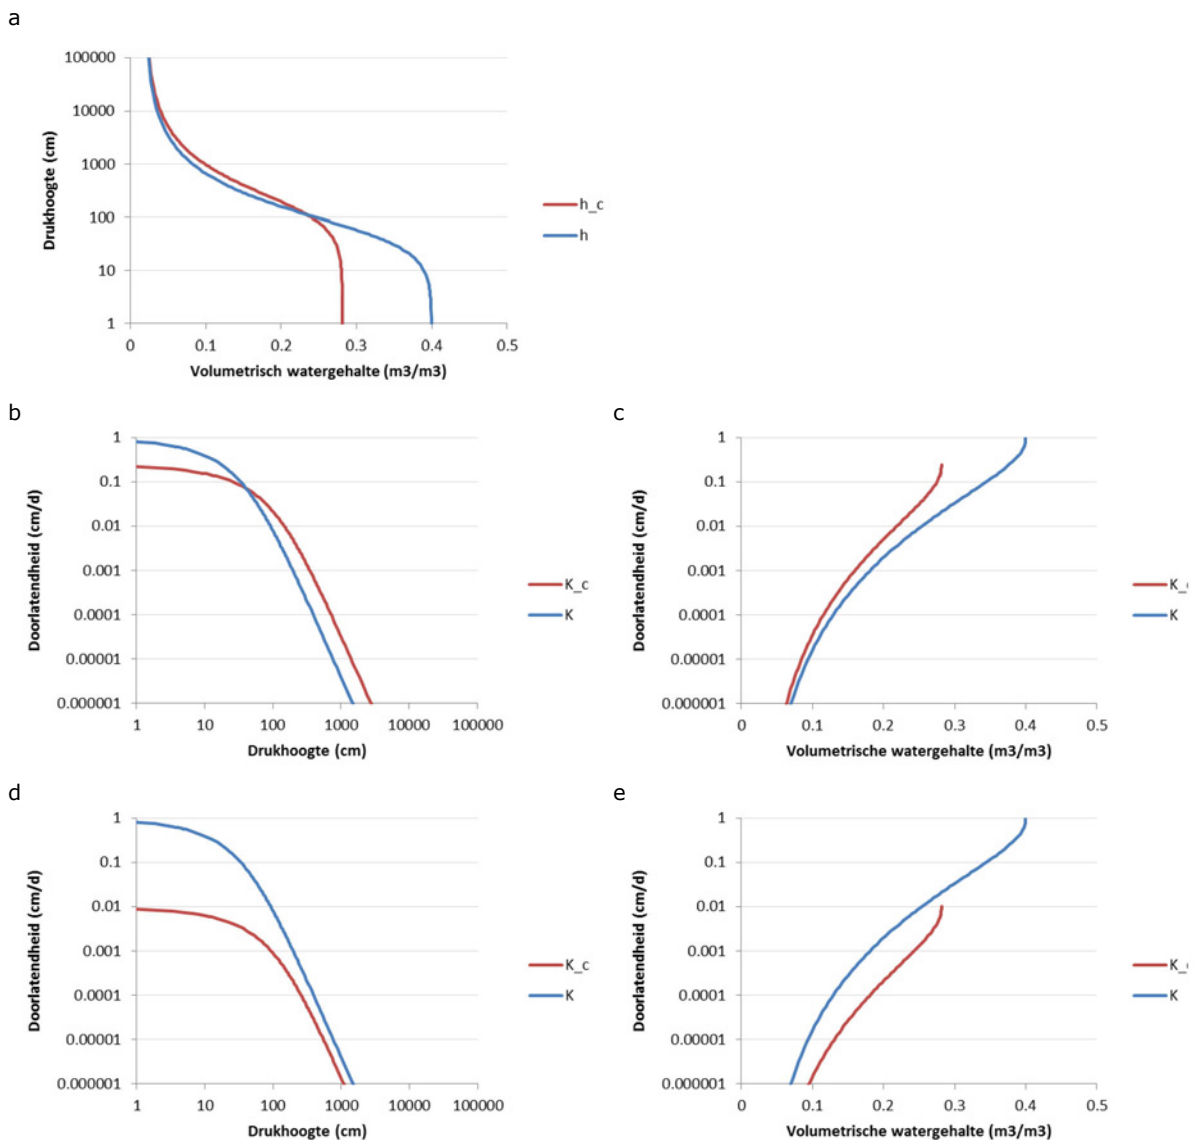 a
100000
10000
1000
100
10
1
Drukhoogte (cm)
0
0.1
0.2
0.3
0.4
0.5
Volumetrisch watergehalte (m3/m3)
h_c
h
b
1
0.1
0.01
0.001
0.0001
0.00001
0.000001
Doorlatendheid (cm/d)
1
10
100
1000
10000
100000
Drukhoogte (cm)
K_c
K
c
1
0.1
0.01
0.001
0.0001
0.00001
0.000001
Doorlatendheid (cm/d)
0
0.1
0.2
0.3
0.4
0.5
Volumetrische watergehalte (m3/m3)
K_c
K
d
1
0.1
0.01
0.001
0.0001
0.00001
0.000001
Doorlatendheid (cm/d)
1
10
100
1000
10000
100000
Drukhoogte (cm)
K_c
K
e
1
0.1
0.01
0.001
0.0001
0.00001
0.000001
Doorlatendheid (cm/d)
0
0.1
0.2
0.3
0.4
0.5
Volumetrische watergehalte (m3/m3)
K_c
K